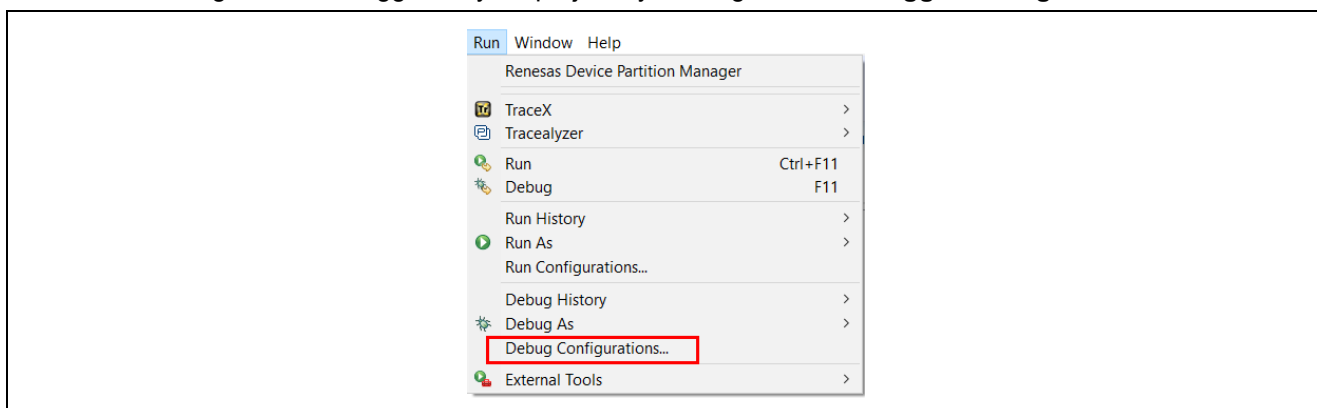 Run Window Help
Renesas Device Partition Manager
TraceX >
Tracealyzer >
Run Ctrl+F11
Debug F11
Run History >
Run As >
Run Configurations...
Debug History >
Debug As >
Debug Configurations...
External Tools >